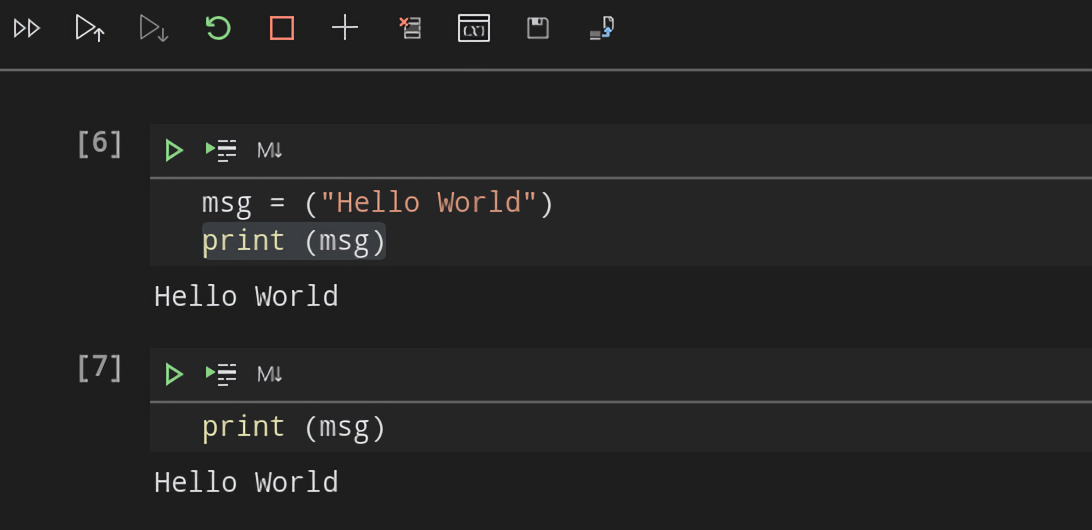 [6]
M↓
msg = ("Hello World")
print (msg)
Hello World
[7]
M↓
print (msg)
Hello World